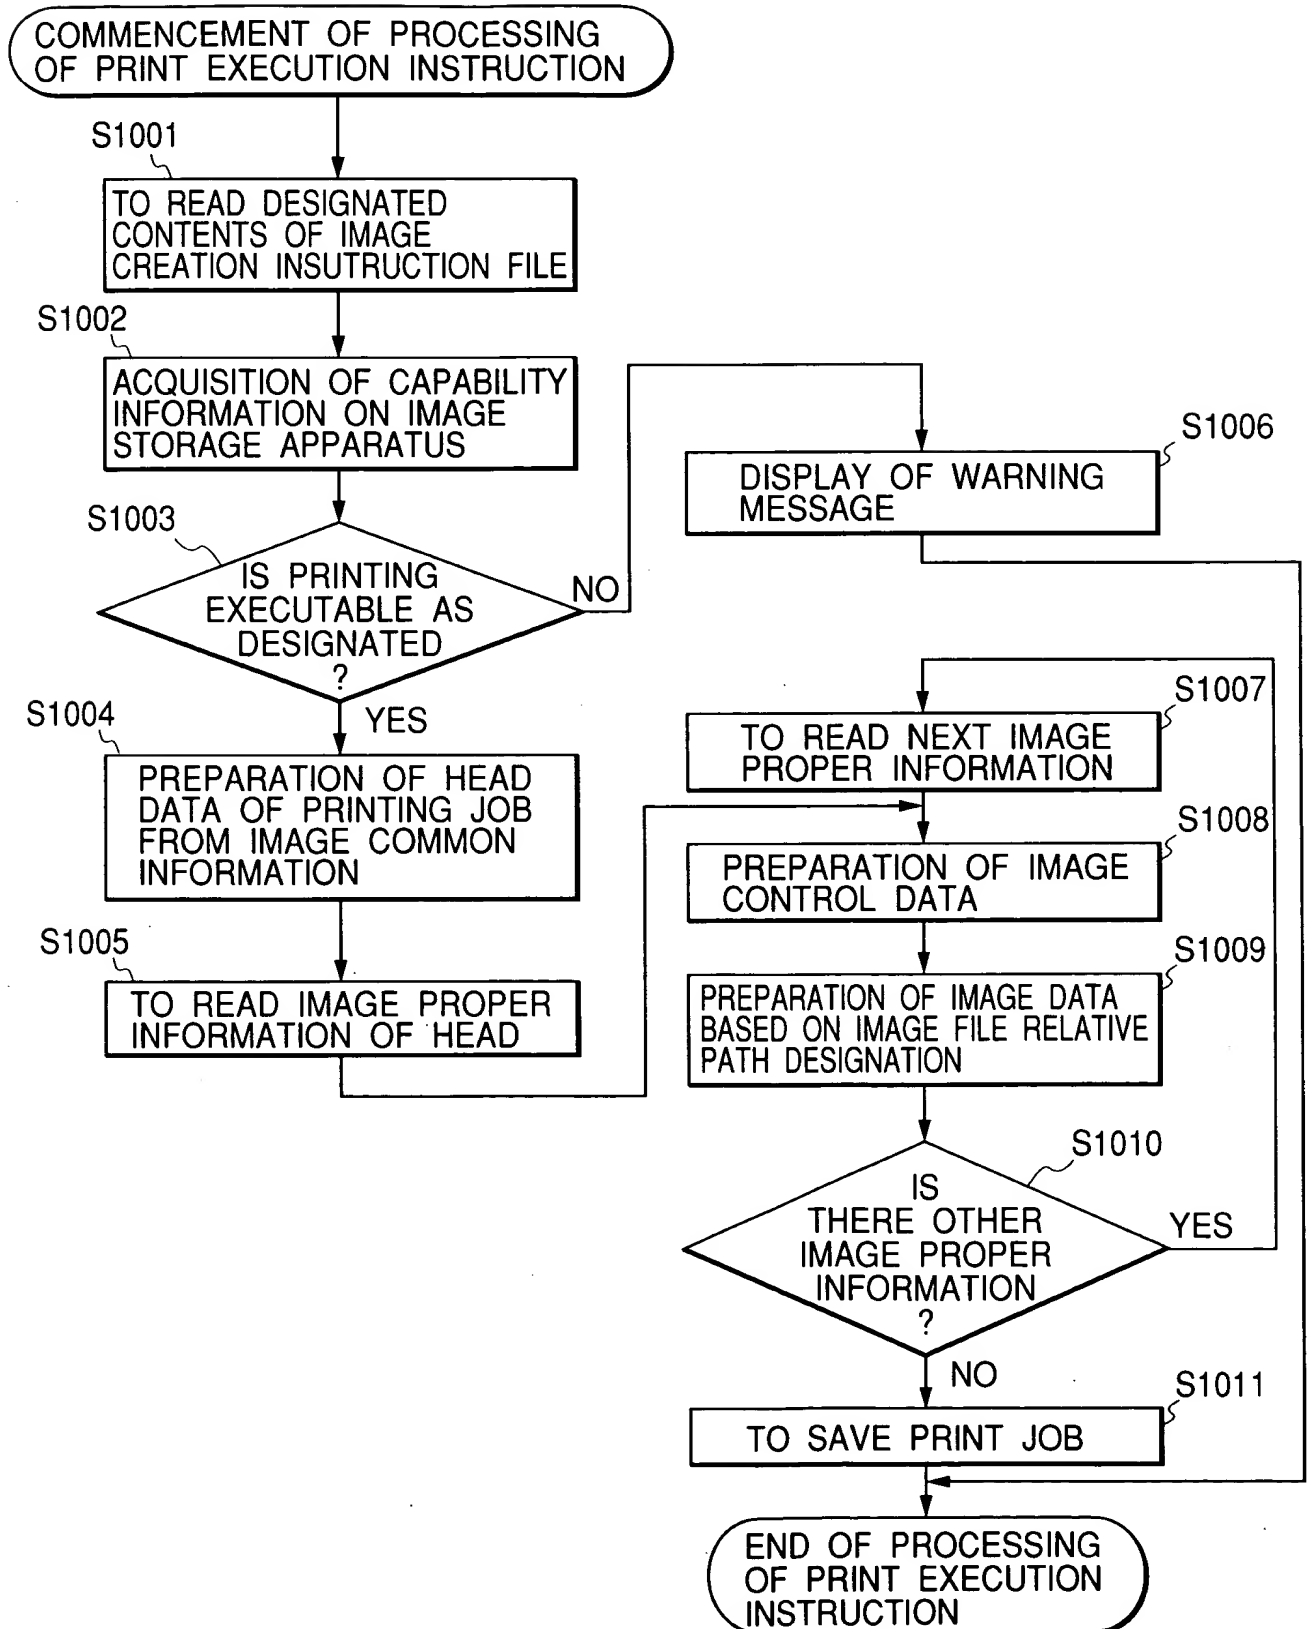 COMMENCEMENT OF PROCESSING
OF PRINT EXECUTION INSTRUCTION
S1001
TO READ DESIGNATED
CONTENTS OF IMAGE
CREATION INSUTRUCTION FILE
S1002
ACQUISITION OF CAPABILITY
INFORMATION ON IMAGE
STORAGE APPARATUS
S1003
IS PRINTING
EXECUTABLE AS
DESIGNATED
?
NO
YES
S1004
PREPARATION OF HEAD
DATA OF PRINTING JOB
FROM IMAGE COMMON
INFORMATION
S1005
TO READ IMAGE PROPER
INFORMATION OF HEAD
S1006
DISPLAY OF WARNING
MESSAGE
S1007
TO READ NEXT IMAGE
PROPER INFORMATION
S1008
PREPARATION OF IMAGE
CONTROL DATA
S1009
PREPARATION OF IMAGE DATA
BASED ON IMAGE FILE RELATIVE
PATH DESIGNATION
S1010
IS
THERE OTHER
IMAGE PROPER
INFORMATION
?
YES
NO
S1011
TO SAVE PRINT JOB
END OF PROCESSING
OF PRINT EXECUTION
INSTRUCTION